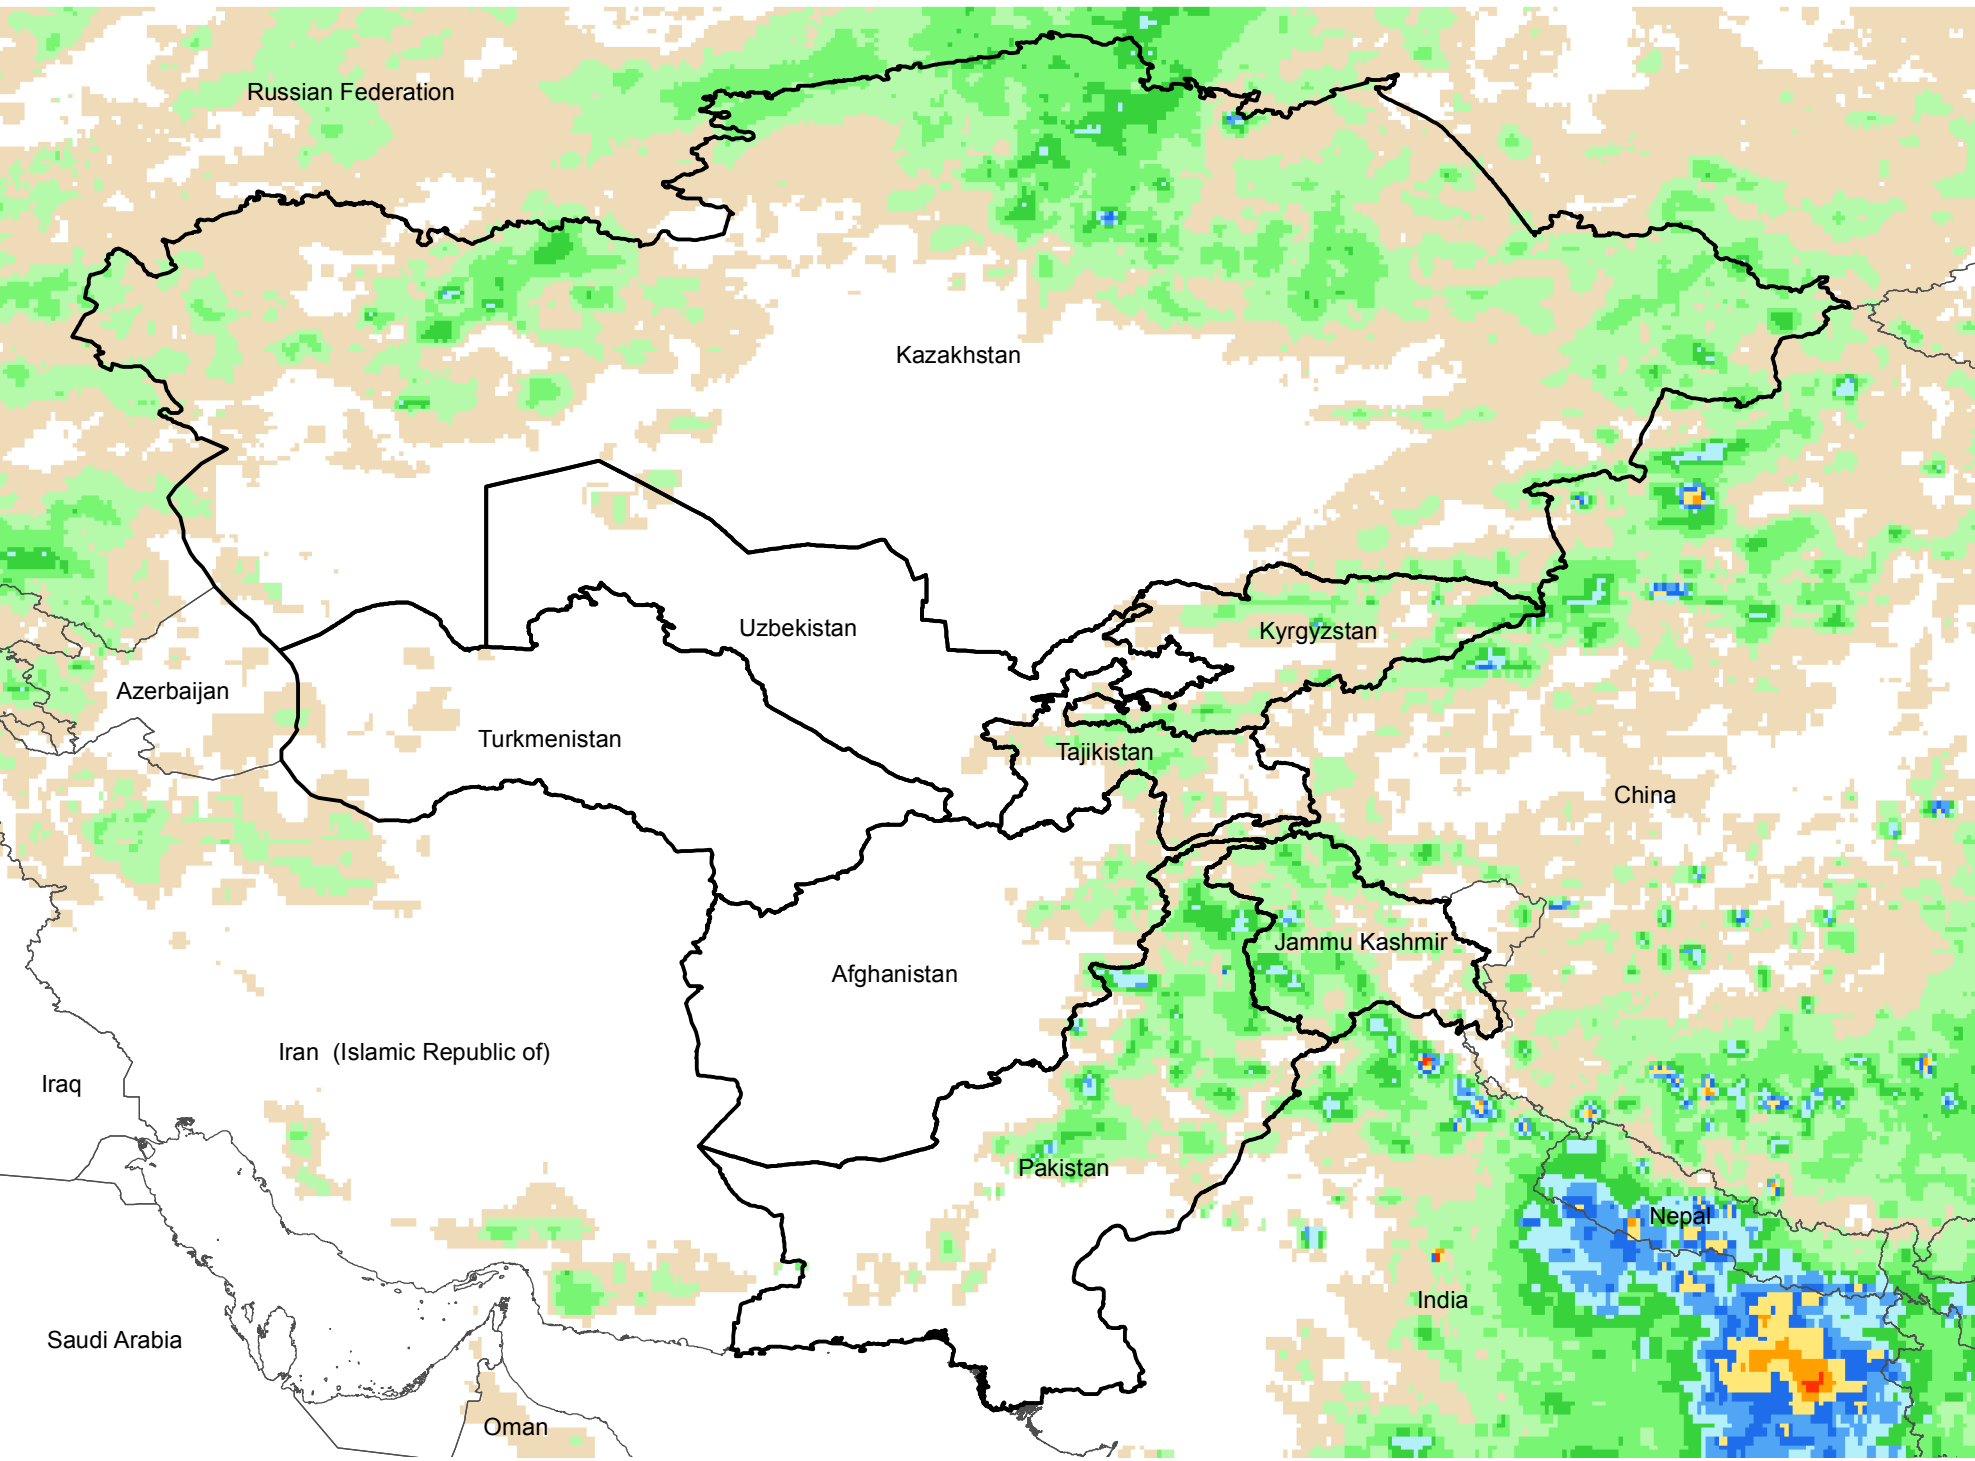 Russian Federation
Kazakhstan
Uzbekistan
Kyrgyzstan
Azerbaijan
Turkmenistan
Tajikistan
China
Jammu Kashmir
Afghanistan
Iran  (Islamic Republic of)
Iraq
Pakistan
Nepal
India
Saudi Arabia
Oman